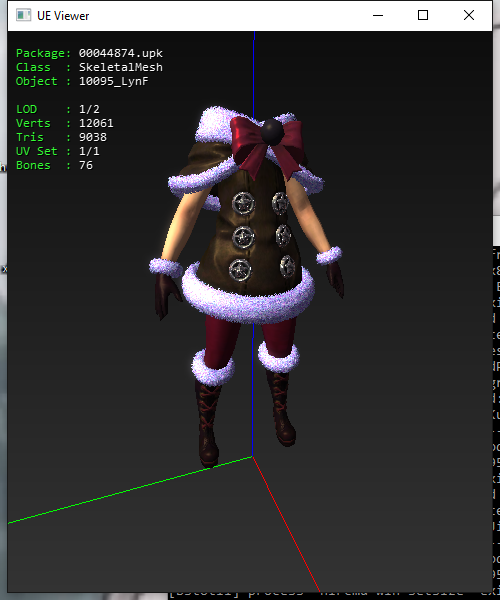 UE Viewer
Package: 00044874.upk
Class : SkeletalMesh
Object : 10095_LynF
LOD : 1/2
Verts : 12061
Tris : 9038
UV Set : 1/1
Bones : 76